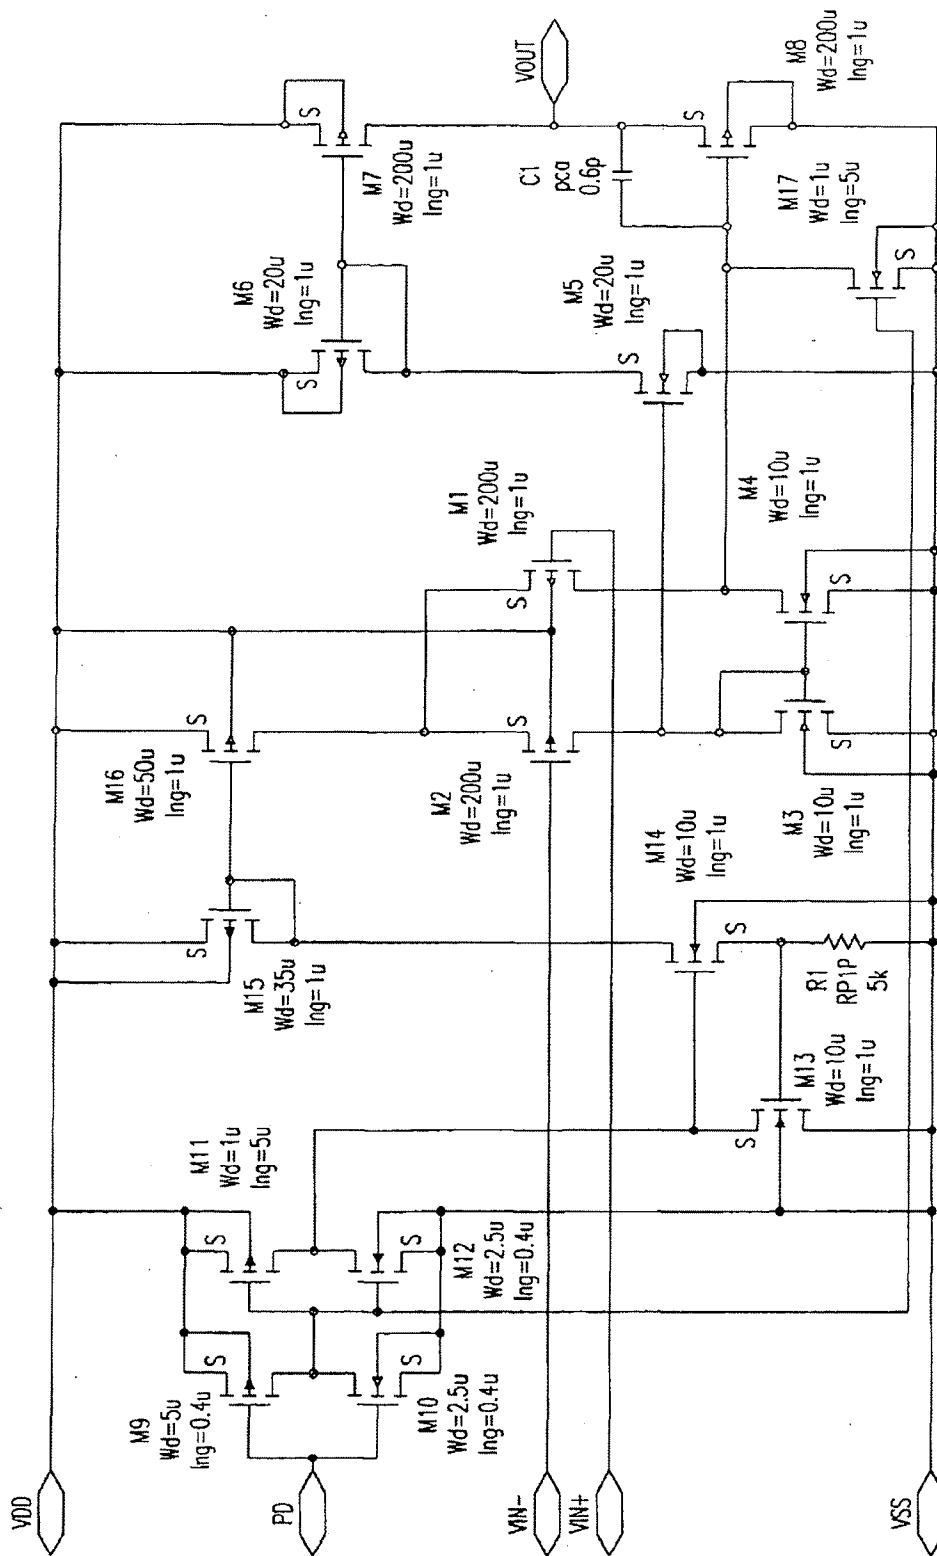 VDD
PD
VIN-
VIN+
VSS
M9
Wd=5u
lng=0.4u
S
M10
Wd=2.5u
lng=0.4u
S
M11
Wd=1u
lng=5u
S
M12
Wd=2.5u
lng=0.4u
S
M13
Wd=10u
lng=1u
S
R1
RP1P
5k
M15
Wd=35u
lng=1u
S
M14
Wd=10u
lng=1u
S
M16
Wd=50u
lng=1u
S
M2
Wd=200u
lng=1u
S
M3
Wd=10u
lng=1u
S
M1
Wd=200u
lng=1u
S
M4
Wd=10u
lng=1u
S
M6
Wd=20u
lng=1u
S
M5
Wd=20u
lng=1u
S
M7
Wd=200u
lng=1u
S
C1
pca
0.6p
M17
Wd=1u
lng=5u
S
VOUT
M8
Wd=200u
lng=1u
S